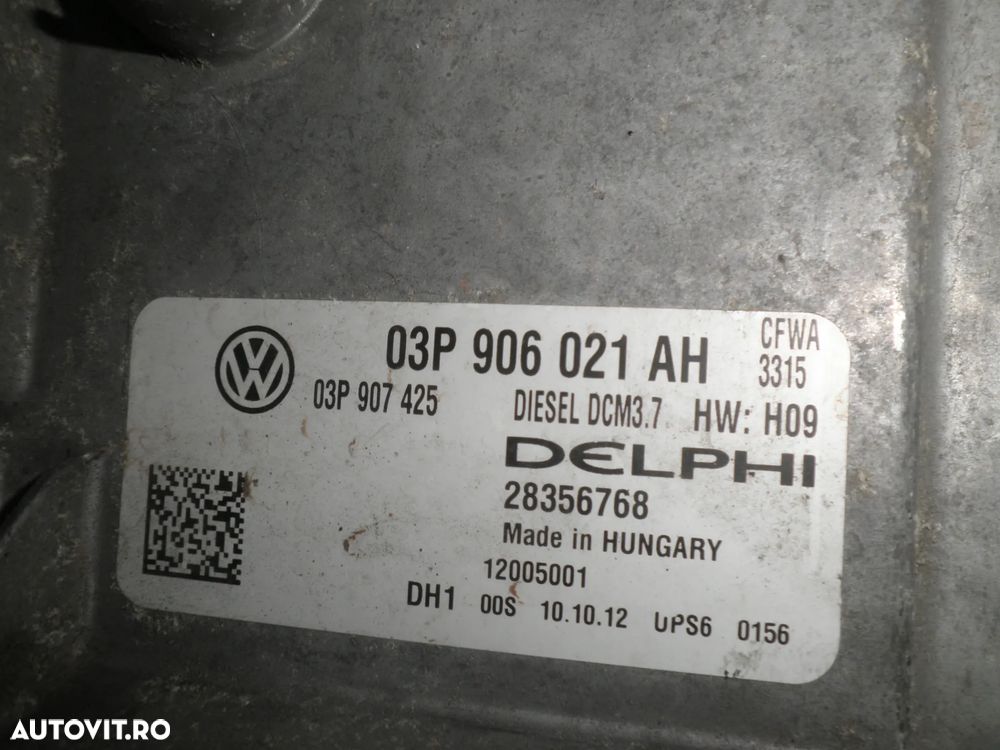 03P 906 021 AH CFWA
3315
03P 907 425 DIESEL DCM3.7 HW: H09
DELPHI
28356768
Made in HUNGARY
12005001
DH1 00S 10.10.12 UPS6 0156
AUTOVIT.RO